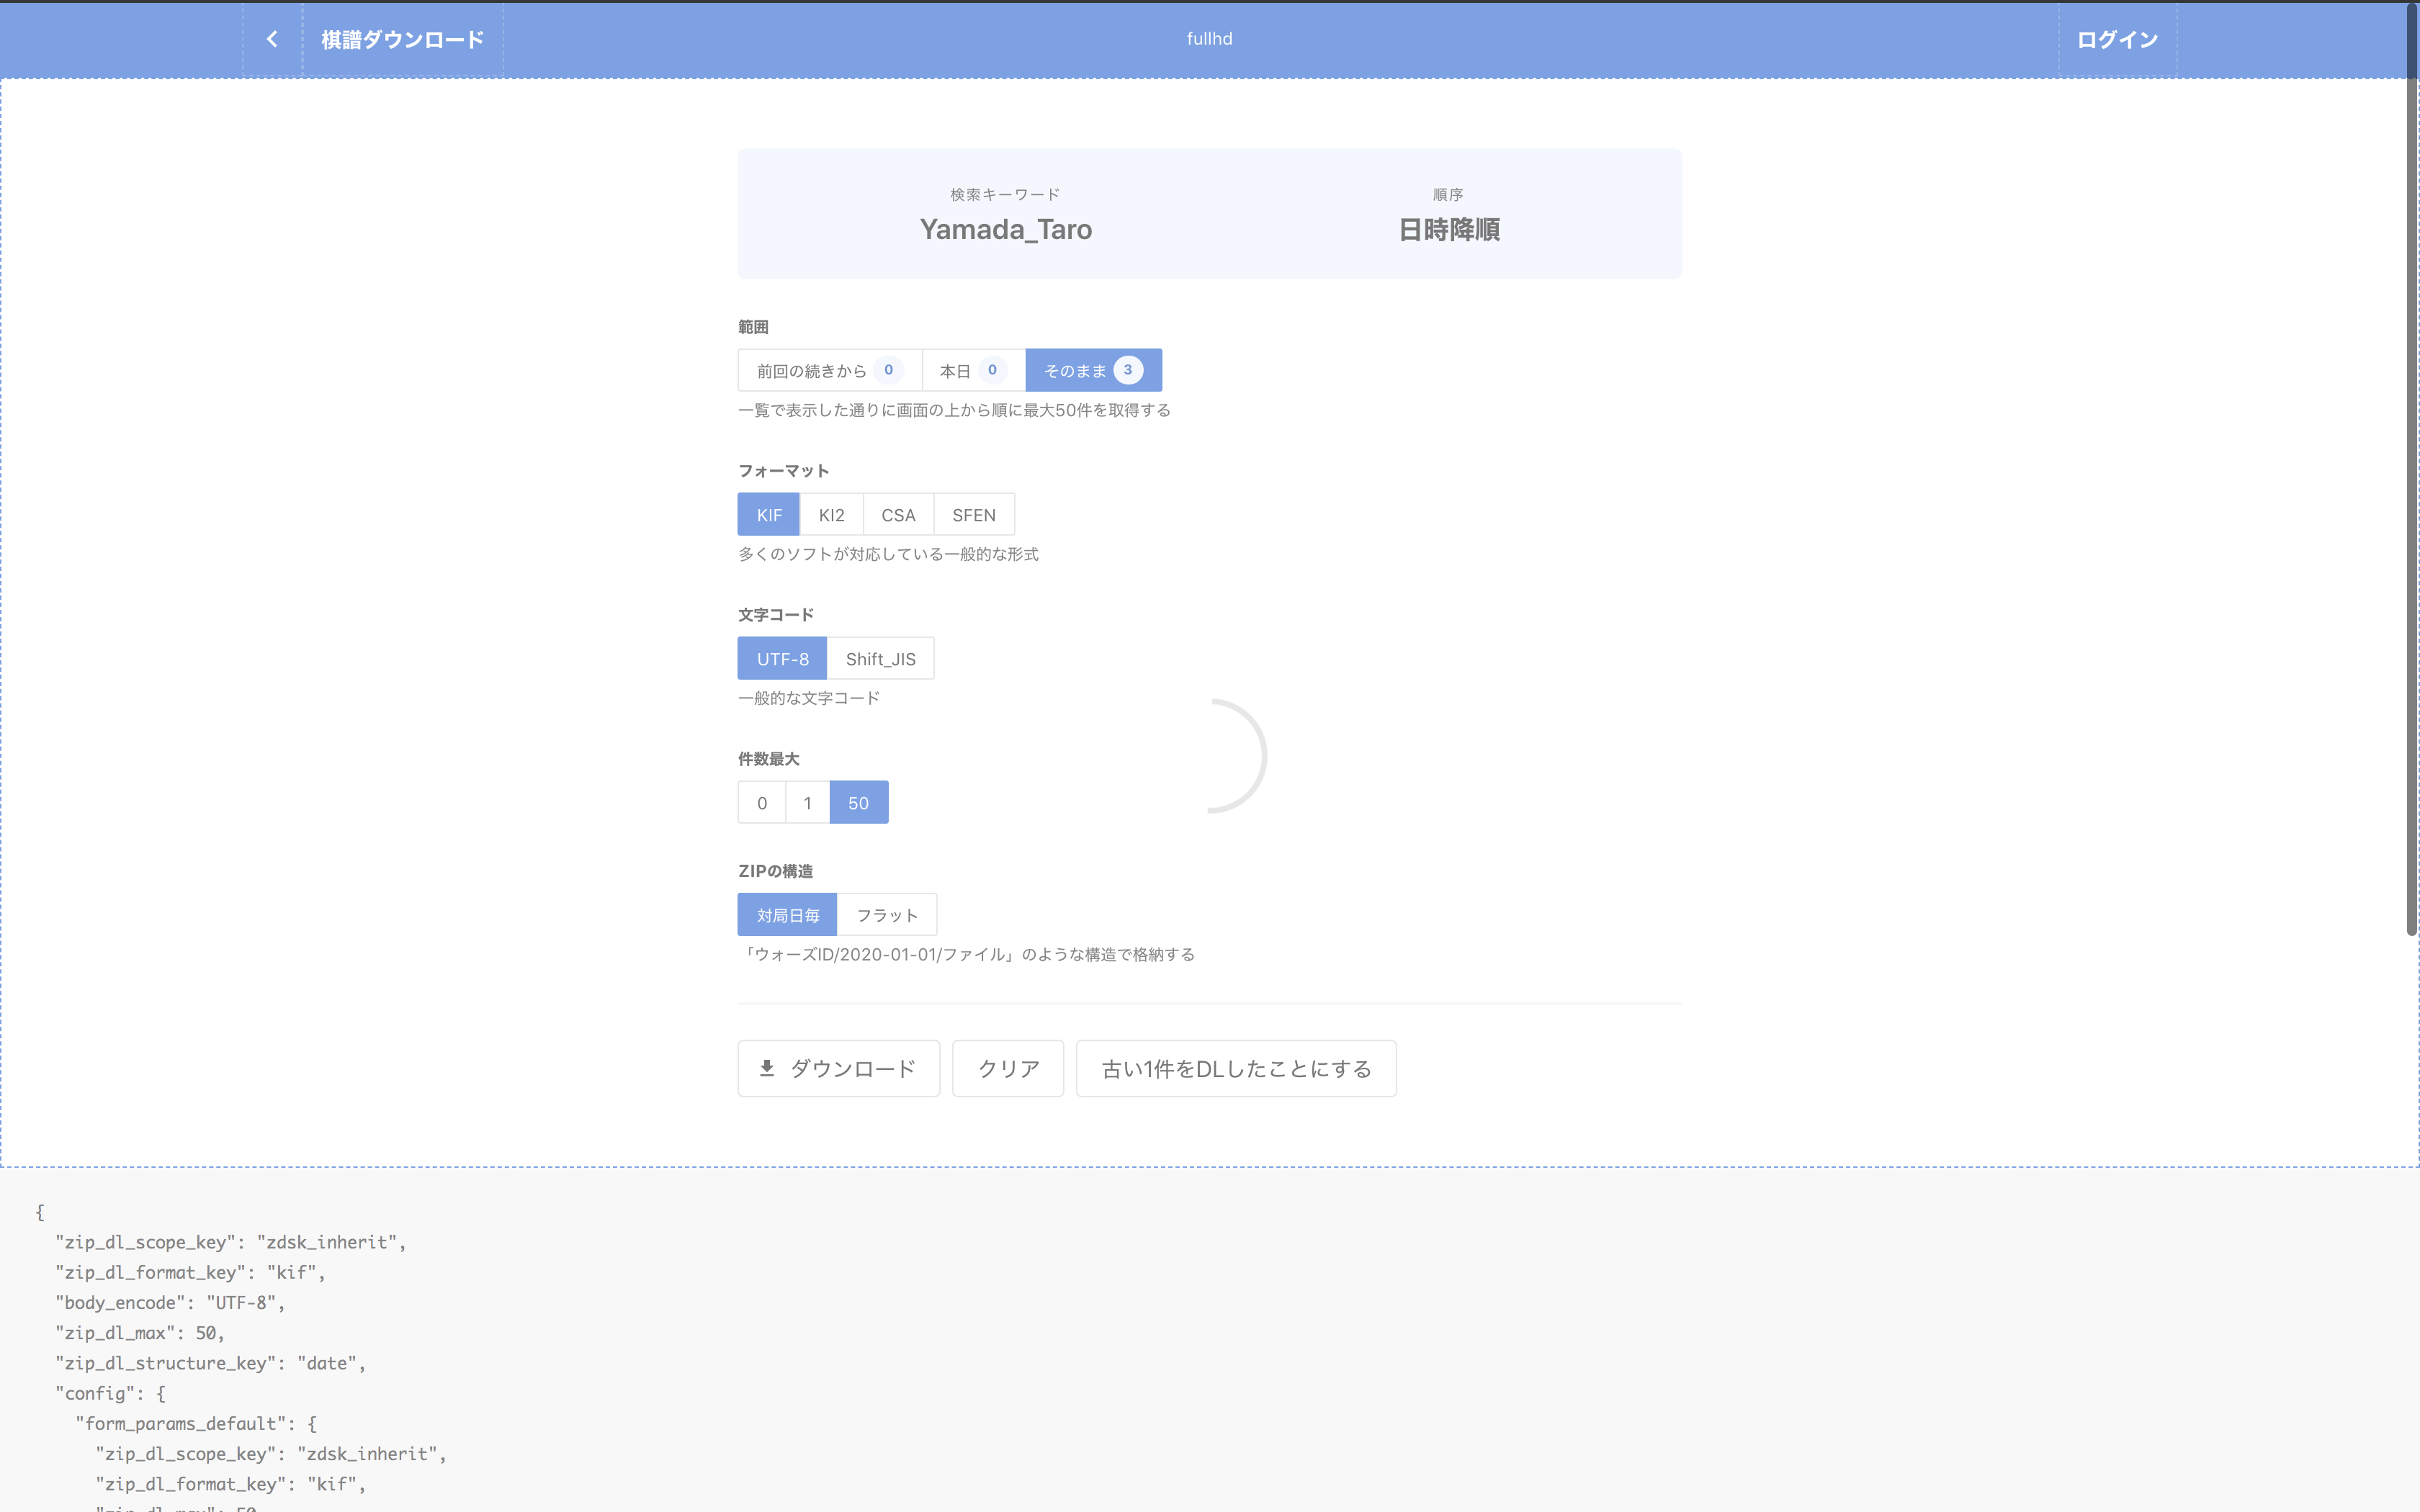 棋譜ダウンロード
fullhd
ログイン
検索キーワード
Yamada_Taro
順序
日時降順
範囲
前回の続きから 0
本日 0
そのまま 3
一覧で表示した通りに画面の上から順に最大50件を取得する
フォーマット
KIF
KI2
CSA
SFEN
多くのソフトが対応している一般的な形式
文字コード
UTF-8
Shift_JIS
一般的な文字コード
件数最大
0
1
50
ZIPの構造
対局日毎
フラット
「ウォーズID/2020-01-01/ファイル」のような構造で格納する
ダウンロード
クリア
古い1件をDLしたことにする
{
"zip_dl_scope_key": "zdsk_inherit",
"zip_dl_format_key": "kif",
"body_encode": "UTF-8",
"zip_dl_max": 50,
"zip_dl_structure_key": "date",
"config": {
"form_params_default": {
"zip_dl_scope_key": "zdsk_inherit",
"zip_dl_format_key": "kif",